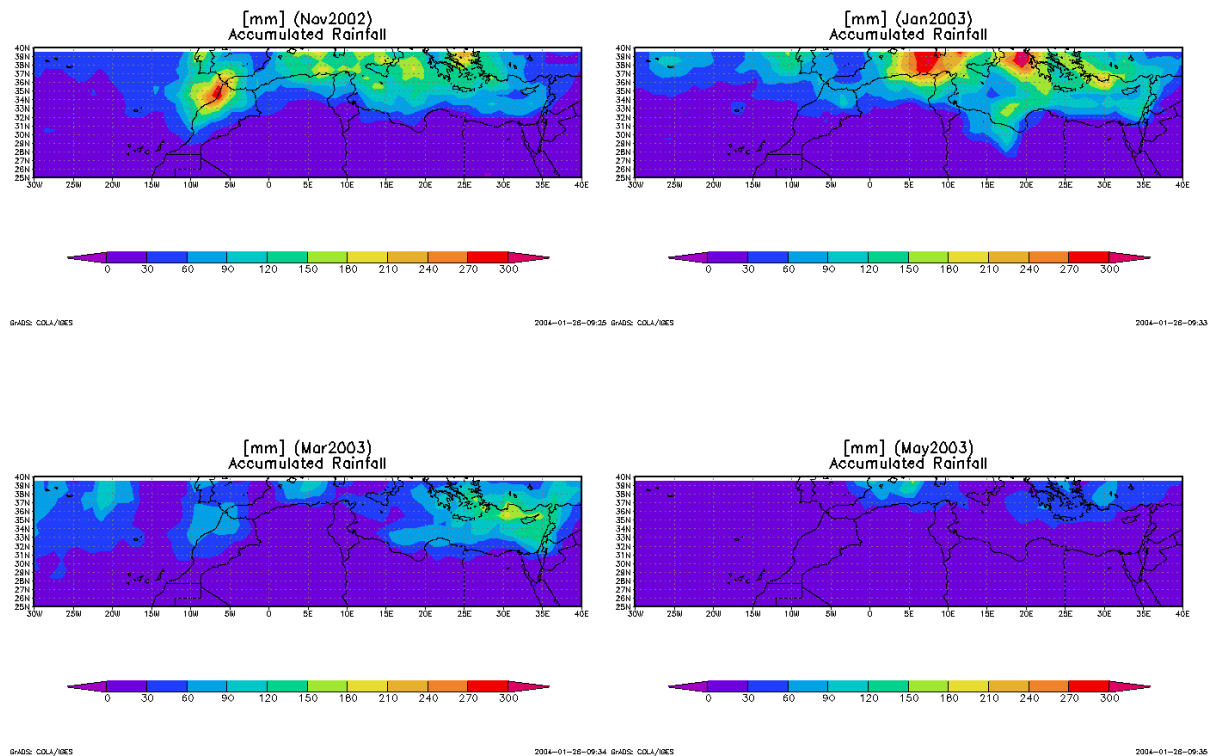 [mm] (Nov2002)
Accumulated Rainfall
40N
39N
38N
37N
36N
35N
34N
33N
32N
31N
30N
29N
28N
27N
26N
25N
30W 25W 20W 15W 10W 5W 0 5E 10E 15E 20E 25E 30E 35E 40E
0 30 60 90 120 150 180 210 240 270 300
GrADS: COLA/IGES 2004-01-26-09:25
[mm] (Jan2003)
Accumulated Rainfall
40N
39N
38N
37N
36N
35N
34N
33N
32N
31N
30N
29N
28N
27N
26N
25N
30W 25W 20W 15W 10W 5W 0 5E 10E 15E 20E 25E 30E 35E 40E
0 30 60 90 120 150 180 210 240 270 300
GrADS: COLA/IGES 2004-01-26-09:33
[mm] (Mar2003)
Accumulated Rainfall
40N
39N
38N
37N
36N
35N
34N
33N
32N
31N
30N
29N
28N
27N
26N
25N
30W 25W 20W 15W 10W 5W 0 5E 10E 15E 20E 25E 30E 35E 40E
0 30 60 90 120 150 180 210 240 270 300
GrADS: COLA/IGES 2004-01-26-09:34
[mm] (May2003)
Accumulated Rainfall
40N
39N
38N
37N
36N
35N
34N
33N
32N
31N
30N
29N
28N
27N
26N
25N
30W 25W 20W 15W 10W 5W 0 5E 10E 15E 20E 25E 30E 35E 40E
0 30 60 90 120 150 180 210 240 270 300
GrADS: COLA/IGES 2004-01-26-09:35